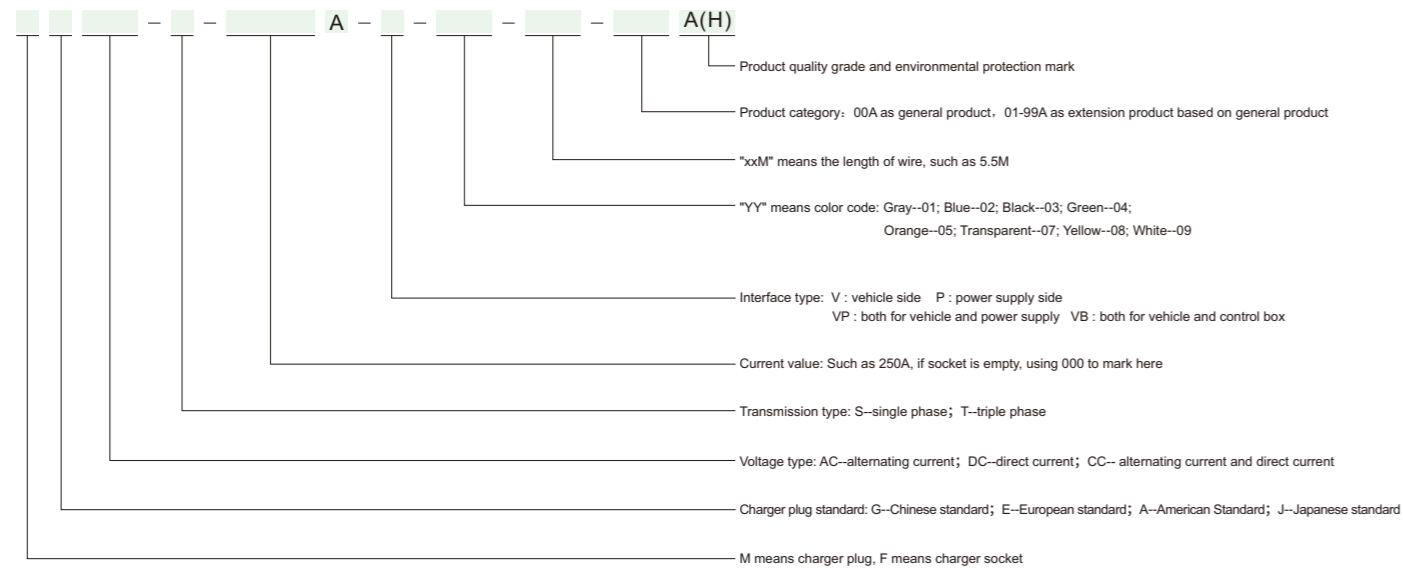 – – A – – – – A(H)
Product quality grade and environmental protection mark
Product category：00A as general product，01-99A as extension product based on general product
"xxM" means the length of wire, such as 5.5M
"YY" means color code: Gray--01; Blue--02; Black--03; Green--04;
Orange--05; Transparent--07; Yellow--08; White--09
Interface type: V : vehicle side P : power supply side
VP : both for vehicle and power supply VB : both for vehicle and control box
Current value: Such as 250A, if socket is empty, using 000 to mark here
Transmission type: S--single phase；T--triple phase
Voltage type: AC--alternating current；DC--direct current；CC-- alternating current and direct current
Charger plug standard: G--Chinese standard；E--European standard；A--American Standard；J--Japanese standard
M means charger plug, F means charger socket